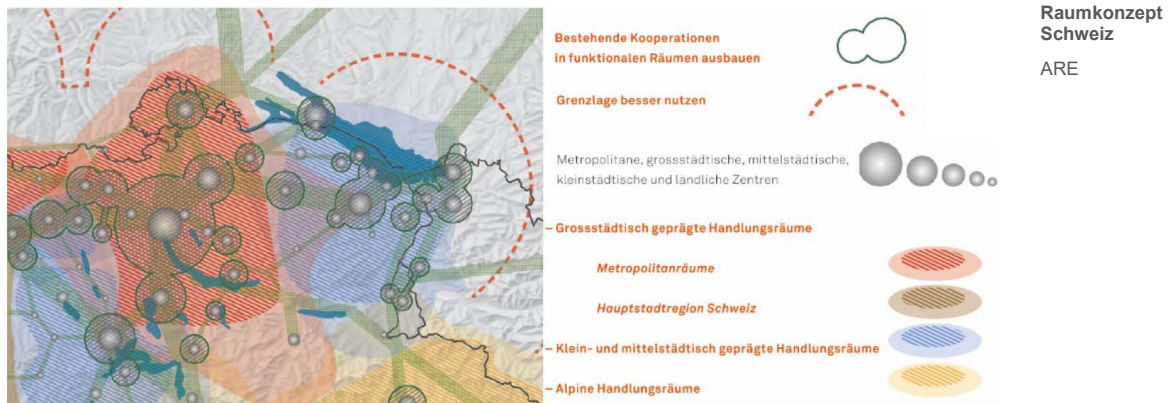 Bestehende Kooperationen
in funktionalen Räumen ausbauen
Grenzlage besser nutzen
Metropolitane, grossstädtische, mittelstädtische,
kleinstädtische und ländliche Zentren
– Grossstädtisch geprägte Handlungsräume
Metropolitanräume
Hauptstadtregion Schweiz
– Klein- und mittelstädtisch geprägte Handlungsräume
– Alpine Handlungsräume
Raumkonzept
Schweiz
ARE